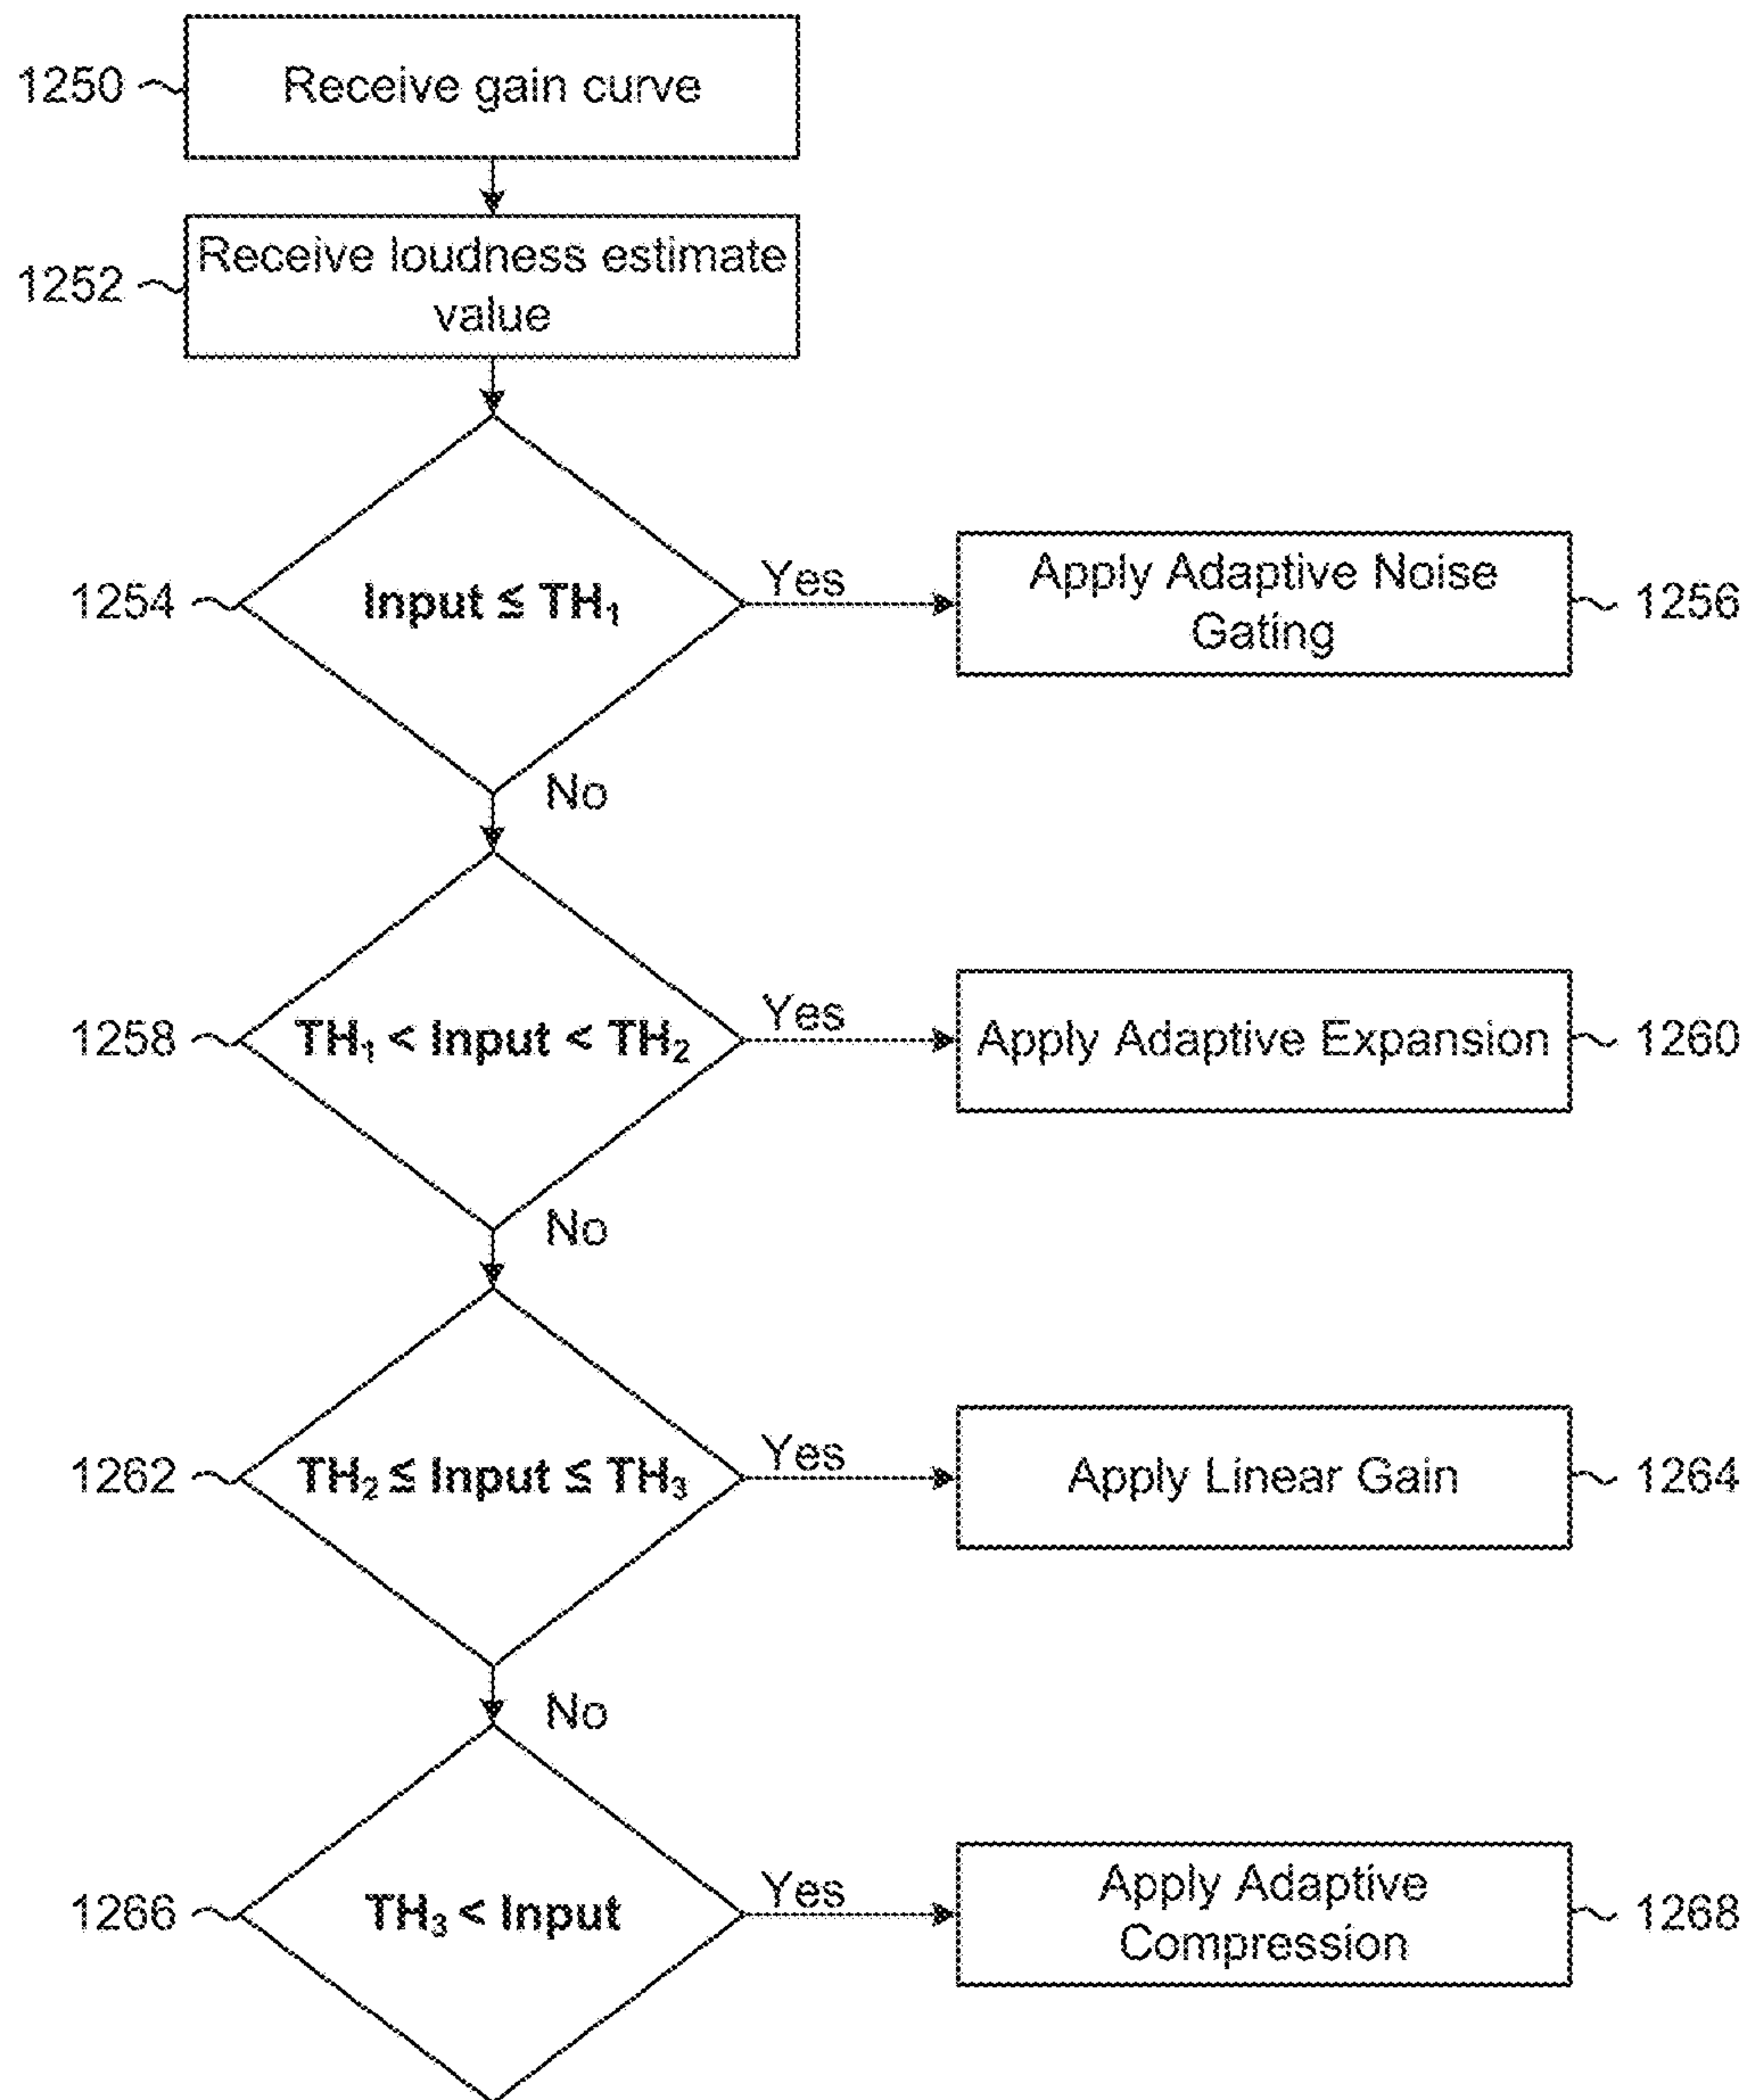 1250
Receive gain curve
1252
Receive loudness estimate
value
1254
Input ≤ TH₁
Yes
Apply Adaptive Noise
Gating
1256
No
1258
TH₁ < Input < TH₂
Yes
Apply Adaptive Expansion
1260
No
1262
TH₂ ≤ Input ≤ TH₃
Yes
Apply Linear Gain
1264
No
1266
TH₃ < Input
Yes
Apply Adaptive
Compression
1268